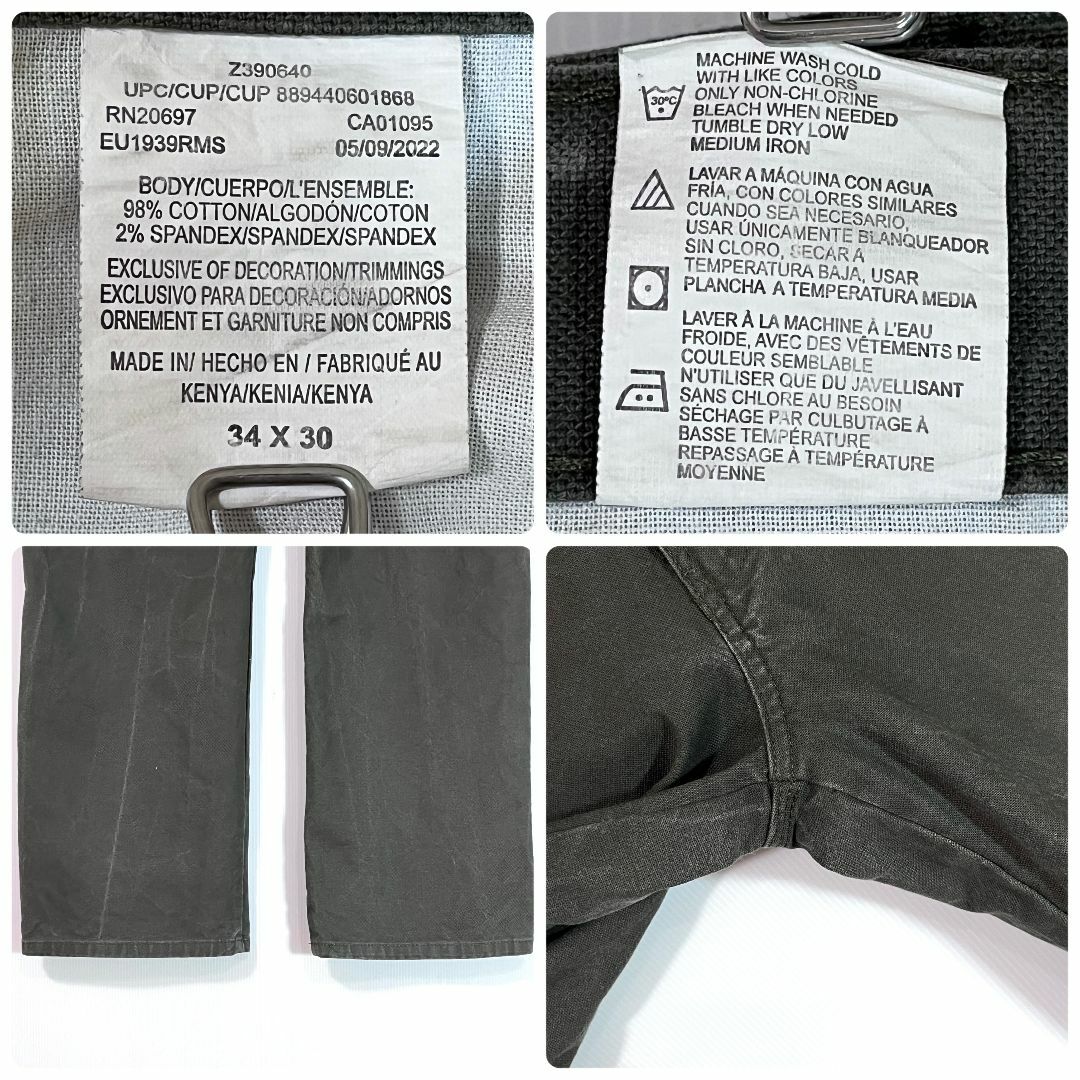 Z390640
UPC/CUP/CUP 889440601868
RN20697 CA01095
EU1939RMS 05/09/2022
BODY/CUERPO/L'ENSEMBLE:
98% COTTON/ALGODÓN/COTON
2% SPANDEX/SPANDEX/SPANDEX
EXCLUSIVE OF DECORATION/TRIMMINGS
EXCLUSIVO PARA DECORACIÓN/ADORNOS
ORNEMENT ET GARNITURE NON COMPRIS
MADE IN/ HECHO EN / FABRIQUÉ AU
KENYA/KENIA/KENYA
34 X 30
30°C
MACHINE WASH COLD
WITH LIKE COLORS
ONLY NON-CHLORINE
BLEACH WHEN NEEDED
TUMBLE DRY LOW
MEDIUM IRON
LAVAR A MÁQUINA CON AGUA
FRÍA, CON COLORES SIMILARES
CUANDO SEA NECESARIO,
USAR ÚNICAMENTE BLANQUEADOR
SIN CLORO, SECAR A
TEMPERATURA BAJA, USAR
PLANCHA A TEMPERATURA MEDIA
LAVER À LA MACHINE À L'EAU
FROIDE, AVEC DES VÊTEMENTS DE
COULEUR SEMBLABLE
N'UTILISER QUE DU JAVELLISANT
SANS CHLORE AU BESOIN
SÉCHAGE PAR CULBUTAGE À
BASSE TEMPÉRATURE
REPASSAGE À TEMPÉRATURE
MOYENNE